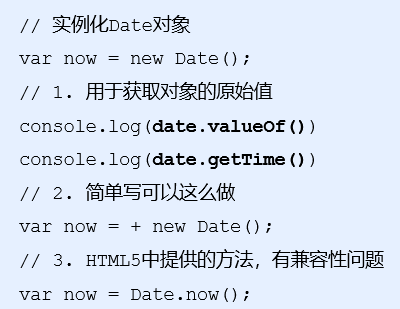 // 实例化Date对象
var now = new Date();
// 1. 用于获取对象的原始值
console.log(date.valueOf())
console.log(date.getTime())
// 2. 简单写可以这么做
var now = + new Date();
// 3. HTML5中提供的方法，有兼容性问题
var now = Date.now();